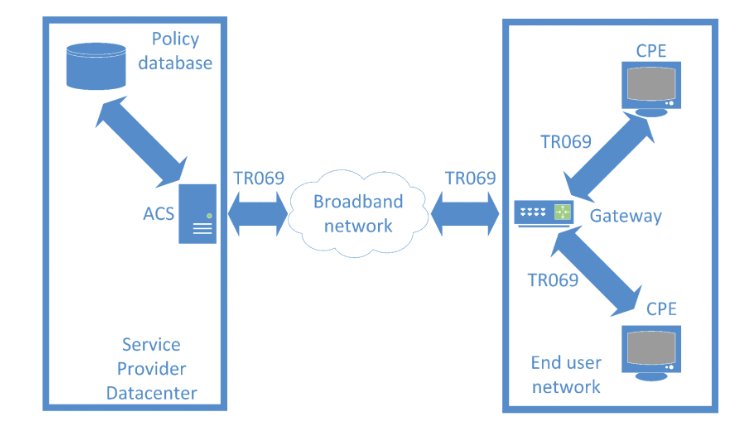 Policy
database
CPE
TR069
TR069
TR069
ACS
Broadband
network
Gateway
TR069
CPE
Service
Provider
Datacenter
End user
network